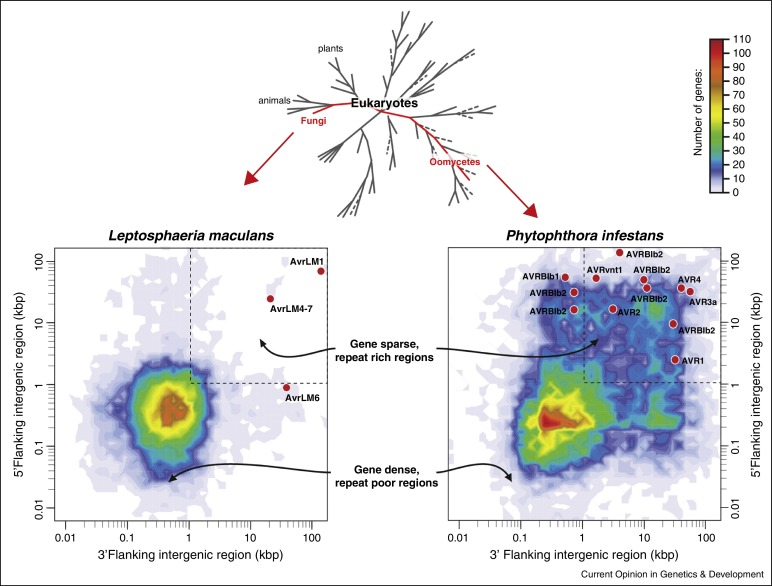 plants
animals
Eukaryotes
Fungi
Oomycetes
Number of genes:
110
100
90
80
70
60
50
40
30
20
10
0
Leptosphaeria maculans
Phytophthora infestans
AvrLM1
AvrLM4-7
AvrLM6
AVRBlb2
AVRBlb1
AVRvnt1
AVRBlb2
AVR4
AVRBlb2
AVRBlb2
AVR3a
AVRBlb2
AVR2
AVRBlb2
AVR1
Gene sparse,
repeat rich regions
Gene dense,
repeat poor regions
5'Flanking intergenic region (kbp)
100
10
1
0.1
0.01
0.01
0.1
1
10
100
3'Flanking intergenic region (kbp)
100
10
1
0.1
0.01
5'Flanking intergenic region (kbp)
0.01
0.1
1
10
100
3' Flanking intergenic region (kbp)
Current Opinion in Genetics & Development